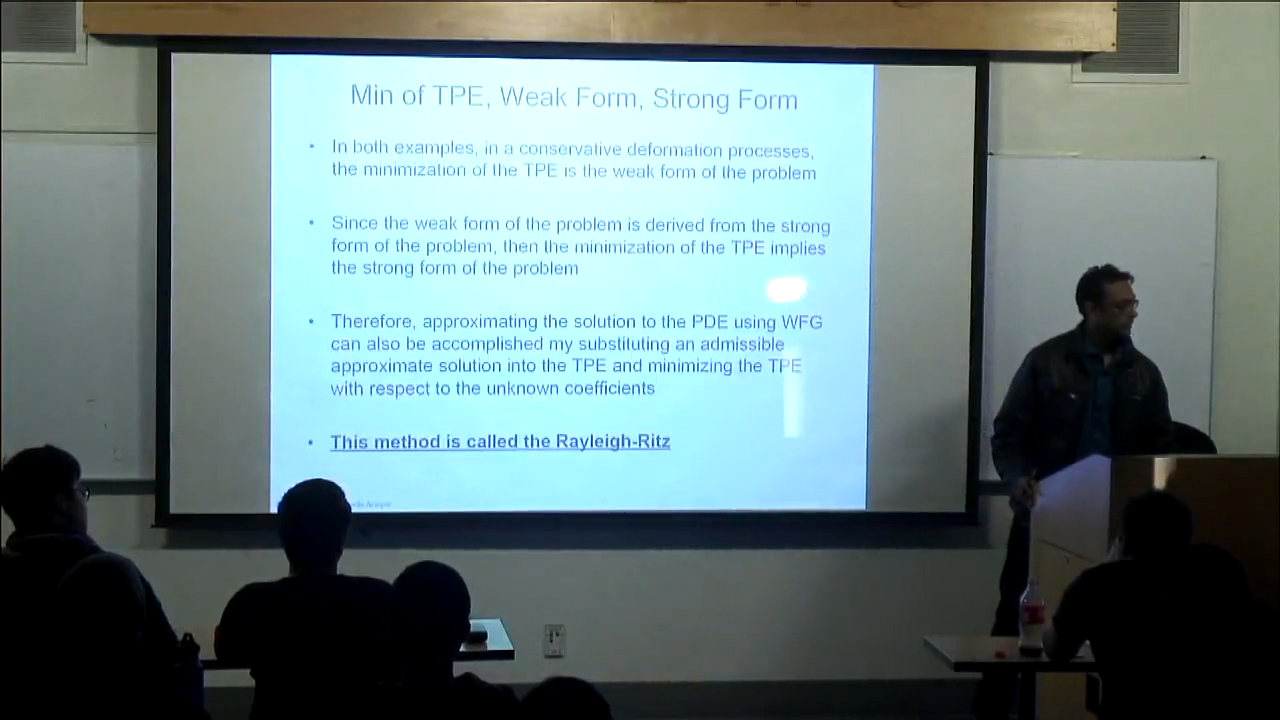 Min of TPE, Weak Form, Strong Form
• In both examples, in a conservative deformation processes,
the minimization of the TPE is the weak form of the problem
• Since the weak form of the problem is derived from the strong
form of the problem, then the minimization of the TPE implies
the strong form of the problem
• Therefore, approximating the solution to the PDE using WFG
can also be accomplished my substituting an admissible
approximate solution into the TPE and minimizing the TPE
with respect to the unknown coefficients
• This method is called the Rayleigh-Ritz